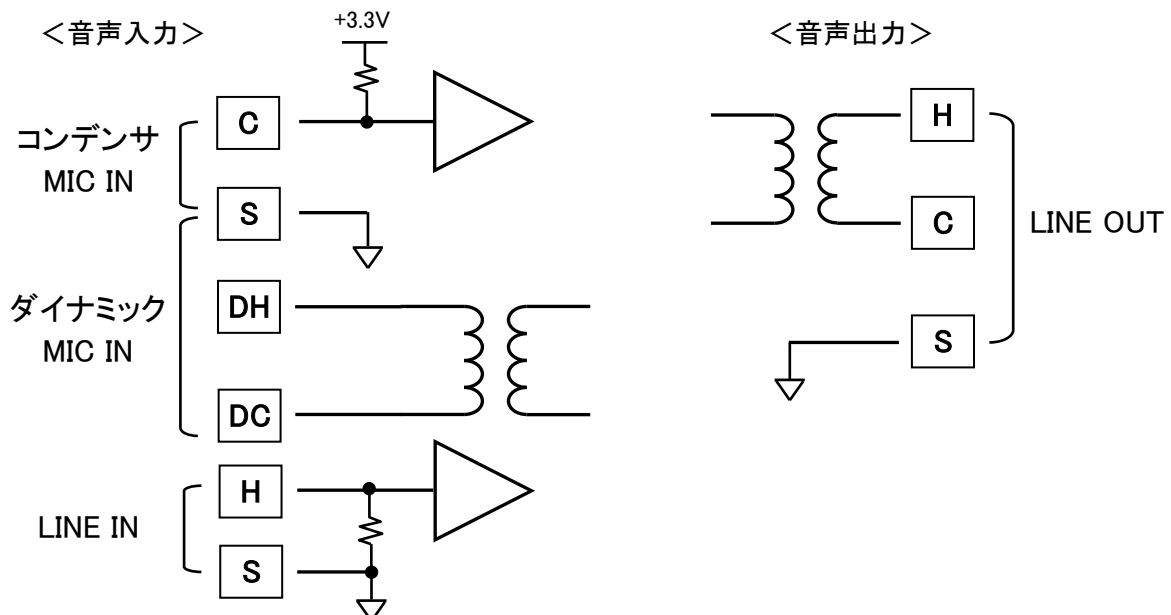 ＜音声入力＞
+3.3V
コンデンサ
MIC IN
C
S
ダイナミック
MIC IN
DH
DC
LINE IN
H
S
＜音声出力＞
H
C
S
LINE OUT